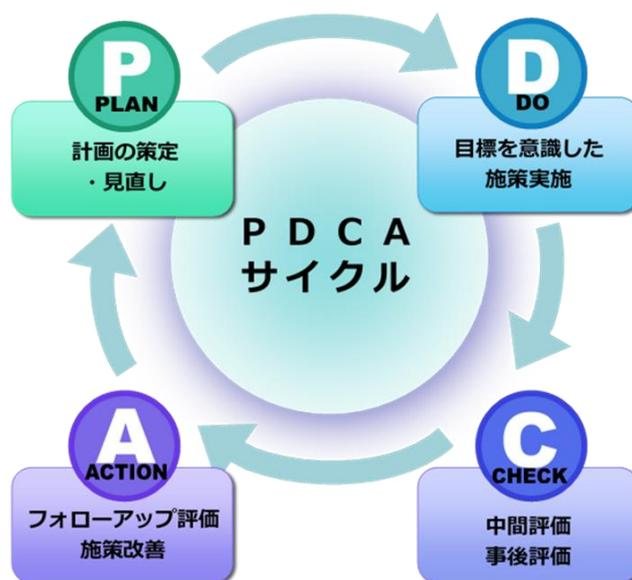 P
PLAN
計画の策定
・見直し
D
DO
目標を意識した
施策実施
PDCA
サイクル
A
ACTION
フォローアップ評価
施策改善
C
CHECK
中間評価
事後評価